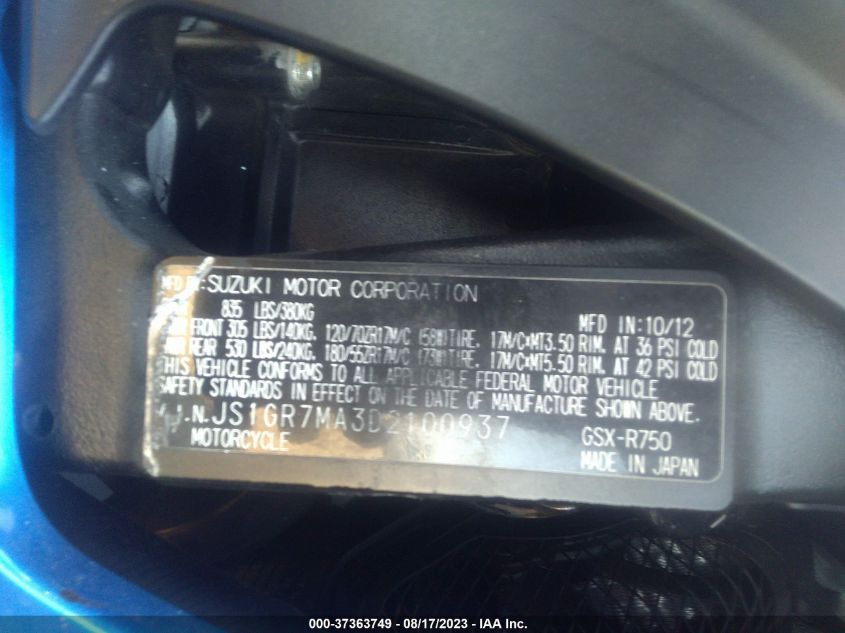 MFD BY: SUZUKI MOTOR CORPORATION
835 LBS/380KG MFD IN: 10/12
FRONT 305 LBS/140KG. 120/70ZR17M/C (58W)TIRE. 17M/C×MT3.50 RIM. AT 36 PSI COLD
REAR 530 LBS/240KG. 180/55ZR17M/C (73W)TIRE. 17M/C×MT5.50 RIM. AT 42 PSI COLD
THIS VEHICLE CONFORMS TO ALL APPLICABLE FEDERAL MOTOR VEHICLE
SAFETY STANDARDS IN EFFECT ON THE DATE OF MANUFACTURE SHOWN ABOVE.
V.I.N. JS1GR7MA3D2100937 GSX-R750
MOTORCYCLE MADE IN JAPAN
000-37363749 - 08/17/2023 - IAA Inc.